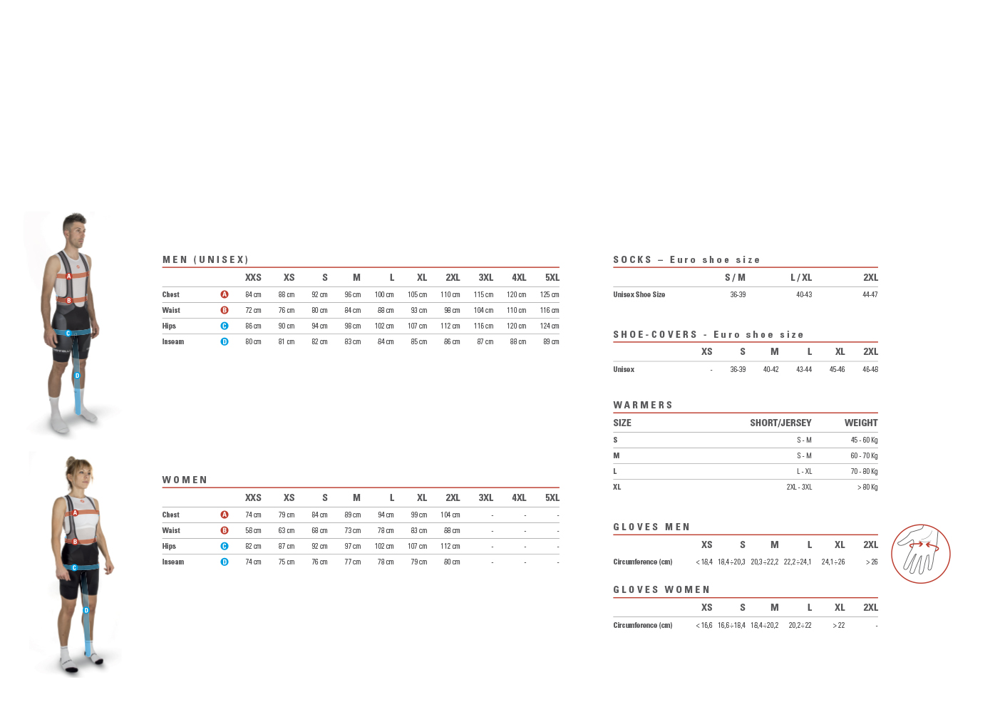 MEN (UNISEX)
XXS XS S M L XL 2XL 3XL 4XL 5XL
Chest A 84 cm 88 cm 92 cm 96 cm 100 cm 105 cm 110 cm 115 cm 120 cm 125 cm
Waist B 72 cm 76 cm 80 cm 84 cm 88 cm 93 cm 98 cm 104 cm 110 cm 116 cm
Hips C 86 cm 90 cm 94 cm 98 cm 102 cm 107 cm 112 cm 116 cm 120 cm 124 cm
Inseam D 80 cm 81 cm 82 cm 83 cm 84 cm 85 cm 86 cm 87 cm 88 cm 89 cm
A
B
C
D
WOMEN
XXS XS S M L XL 2XL 3XL 4XL 5XL
Chest A 74 cm 79 cm 84 cm 89 cm 94 cm 99 cm 104 cm - - -
Waist B 58 cm 63 cm 68 cm 73 cm 78 cm 83 cm 88 cm - - -
Hips C 82 cm 87 cm 92 cm 97 cm 102 cm 107 cm 112 cm - - -
Inseam D 74 cm 75 cm 76 cm 77 cm 78 cm 79 cm 80 cm - - -
A
B
C
D
SOCKS – Euro shoe size
S / M L / XL 2XL
Unisex Shoe Size 36-39 40-43 44-47
SHOE-COVERS - Euro shoe size
XS S M L XL 2XL
Unisex - 36-39 40-42 43-44 45-46 46-48
WARMERS
SIZE SHORT/JERSEY WEIGHT
S S - M 45 - 60 Kg
M S - M 60 - 70 Kg
L L - XL 70 - 80 Kg
XL 2XL - 3XL > 80 Kg
GLOVES MEN
XS S M L XL 2XL
Circumference (cm) < 18,4 18,4÷20,3 20,3÷22,2 22,2÷24,1 24,1÷26 > 26
GLOVES WOMEN
XS S M L XL 2XL
Circumference (cm) < 16,6 16,6÷18,4 18,4÷20,2 20,2÷22 > 22 -